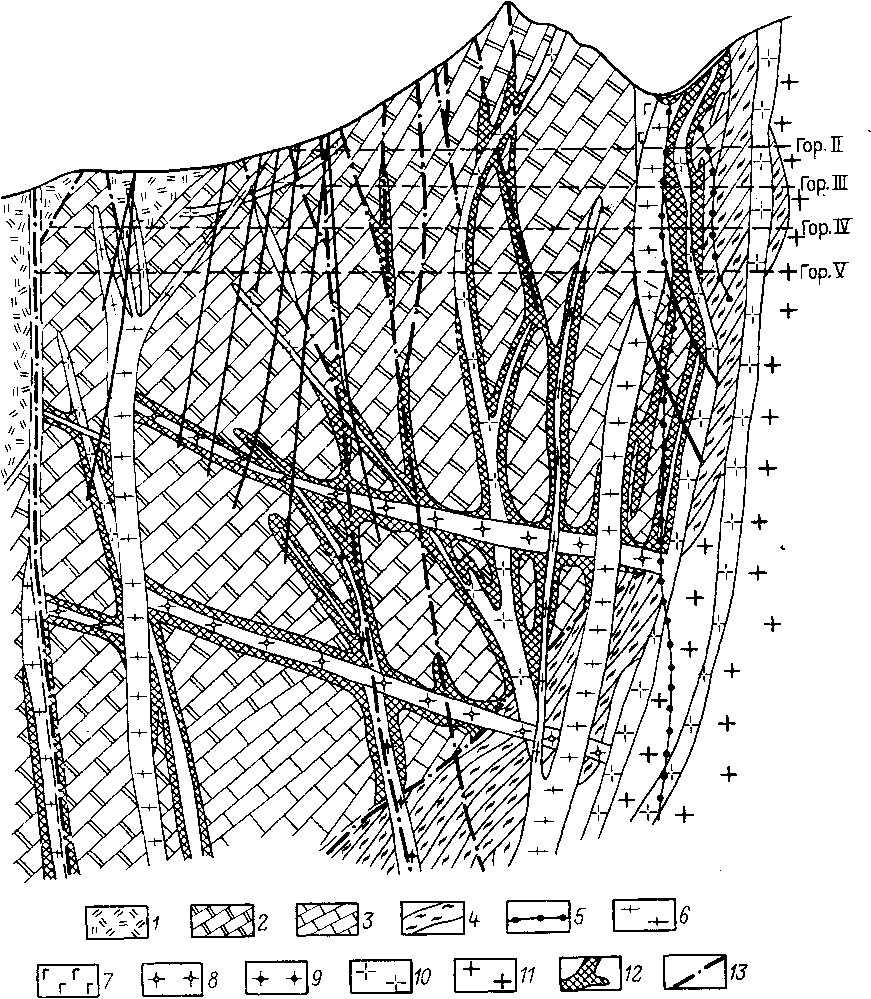 Гор. II
Гор. III
Гор. IV
Гор. V
1 2 3 4 5 6
7 8 9 10 11 12 13